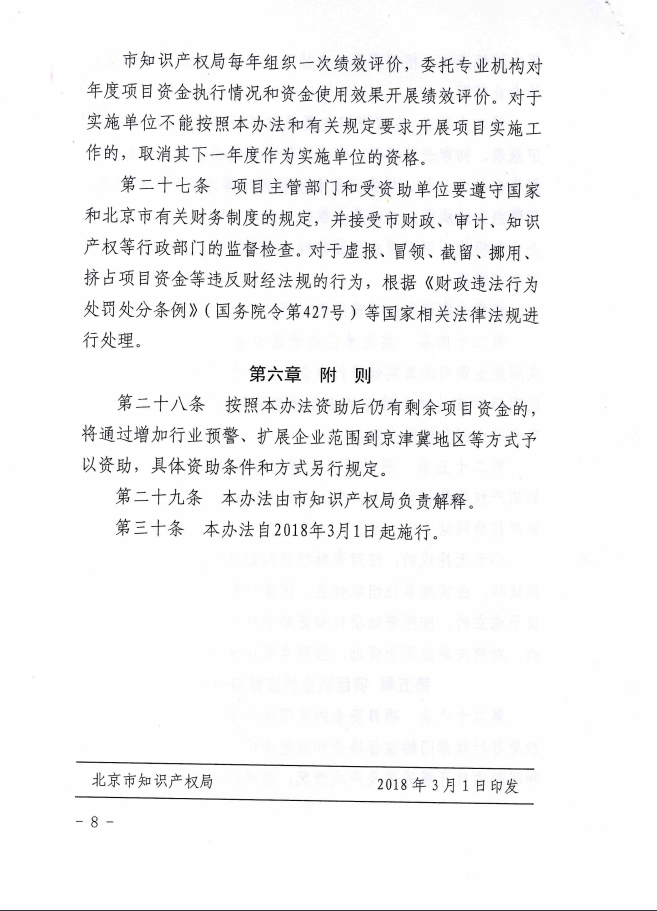 市知识产权局每年组织一次绩效评价，委托专业机构对
年度项目资金执行情况和资金使用效果开展绩效评价。对于
实施单位不能按照本办法和有关规定要求开展项目实施工
作的，取消其下一年度作为实施单位的资格。
第二十七条 项目主管部门和受资助单位要遵守国家
和北京市有关财务制度的规定，并接受市财政、审计、知识
产权等行政部门的监督检查。对于虚报、冒领、截留、挪用、
挤占项目资金等违反财经法规的行为，根据《财政违法行为
处罚处分条例》（国务院令第427号）等国家相关法律法规进
行处理。
第六章 附 则
第二十八条 按照本办法资助后仍有剩余项目资金的，
将通过增加行业预警、扩展企业范围到京津冀地区等方式予
以资助，具体资助条件和方式另行规定。
第二十九条 本办法由市知识产权局负责解释。
第三十条 本办法自2018年3月1日起施行。
北京市知识产权局 2018年3月1日印发
- 8 -